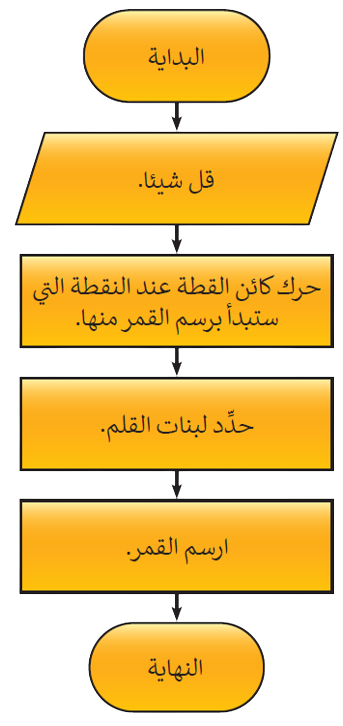 البداية
قل شيئا.
حرك كائن القطة عند النقطة التي
ستبدأ برسم القمر منها.
حدِّد لبنات القلم.
ارسم القمر.
النهاية